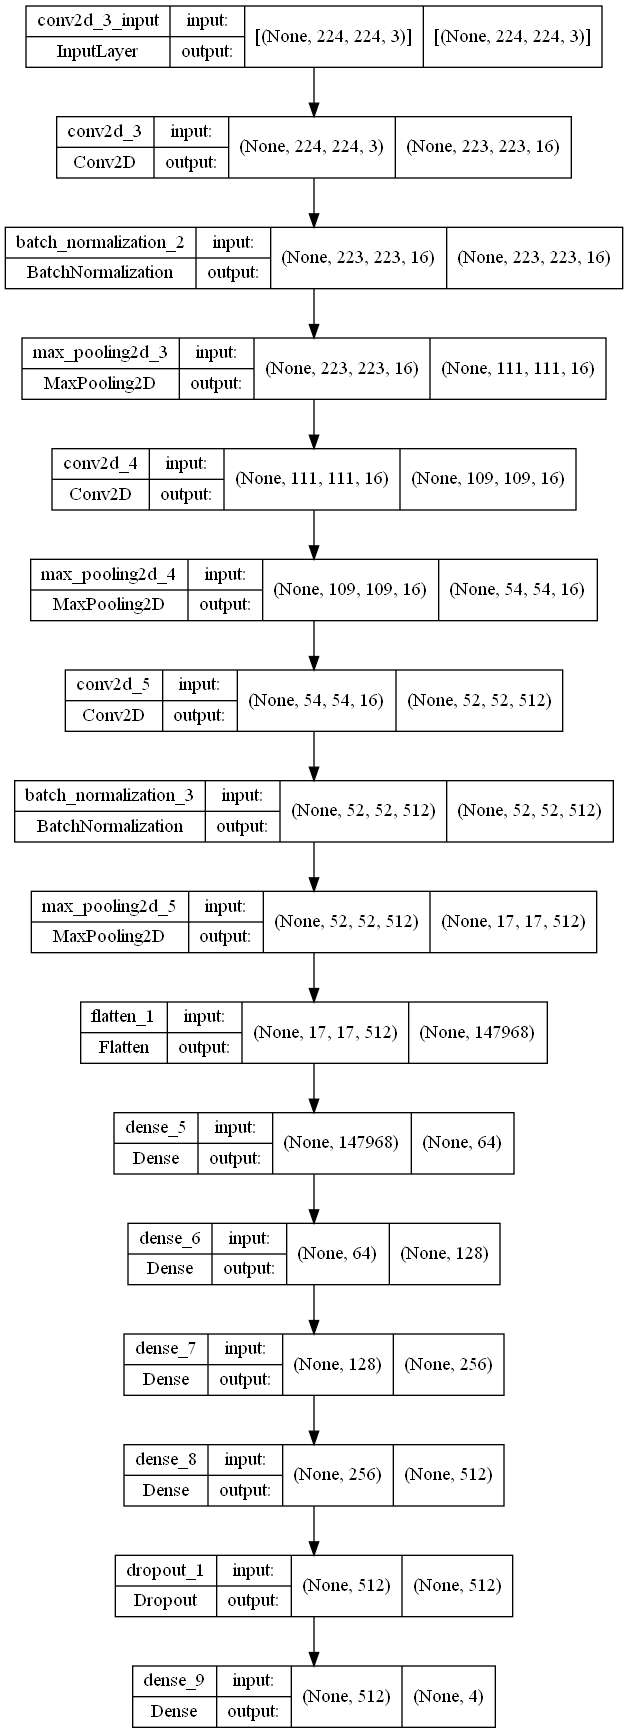 conv2d_3_input input: [(None, 224, 224, 3)] [(None, 224, 224, 3)]
InputLayer output:
conv2d_3 input: (None, 224, 224, 3) (None, 223, 223, 16)
Conv2D output:
batch_normalization_2 input: (None, 223, 223, 16) (None, 223, 223, 16)
BatchNormalization output:
max_pooling2d_3 input: (None, 223, 223, 16) (None, 111, 111, 16)
MaxPooling2D output:
conv2d_4 input: (None, 111, 111, 16) (None, 109, 109, 16)
Conv2D output:
max_pooling2d_4 input: (None, 109, 109, 16) (None, 54, 54, 16)
MaxPooling2D output:
conv2d_5 input: (None, 54, 54, 16) (None, 52, 52, 512)
Conv2D output:
batch_normalization_3 input: (None, 52, 52, 512) (None, 52, 52, 512)
BatchNormalization output:
max_pooling2d_5 input: (None, 52, 52, 512) (None, 17, 17, 512)
MaxPooling2D output:
flatten_1 input: (None, 17, 17, 512) (None, 147968)
Flatten output:
dense_5 input: (None, 147968) (None, 64)
Dense output:
dense_6 input: (None, 64) (None, 128)
Dense output:
dense_7 input: (None, 128) (None, 256)
Dense output:
dense_8 input: (None, 256) (None, 512)
Dense output:
dropout_1 input: (None, 512) (None, 512)
Dropout output:
dense_9 input: (None, 512) (None, 4)
Dense output: